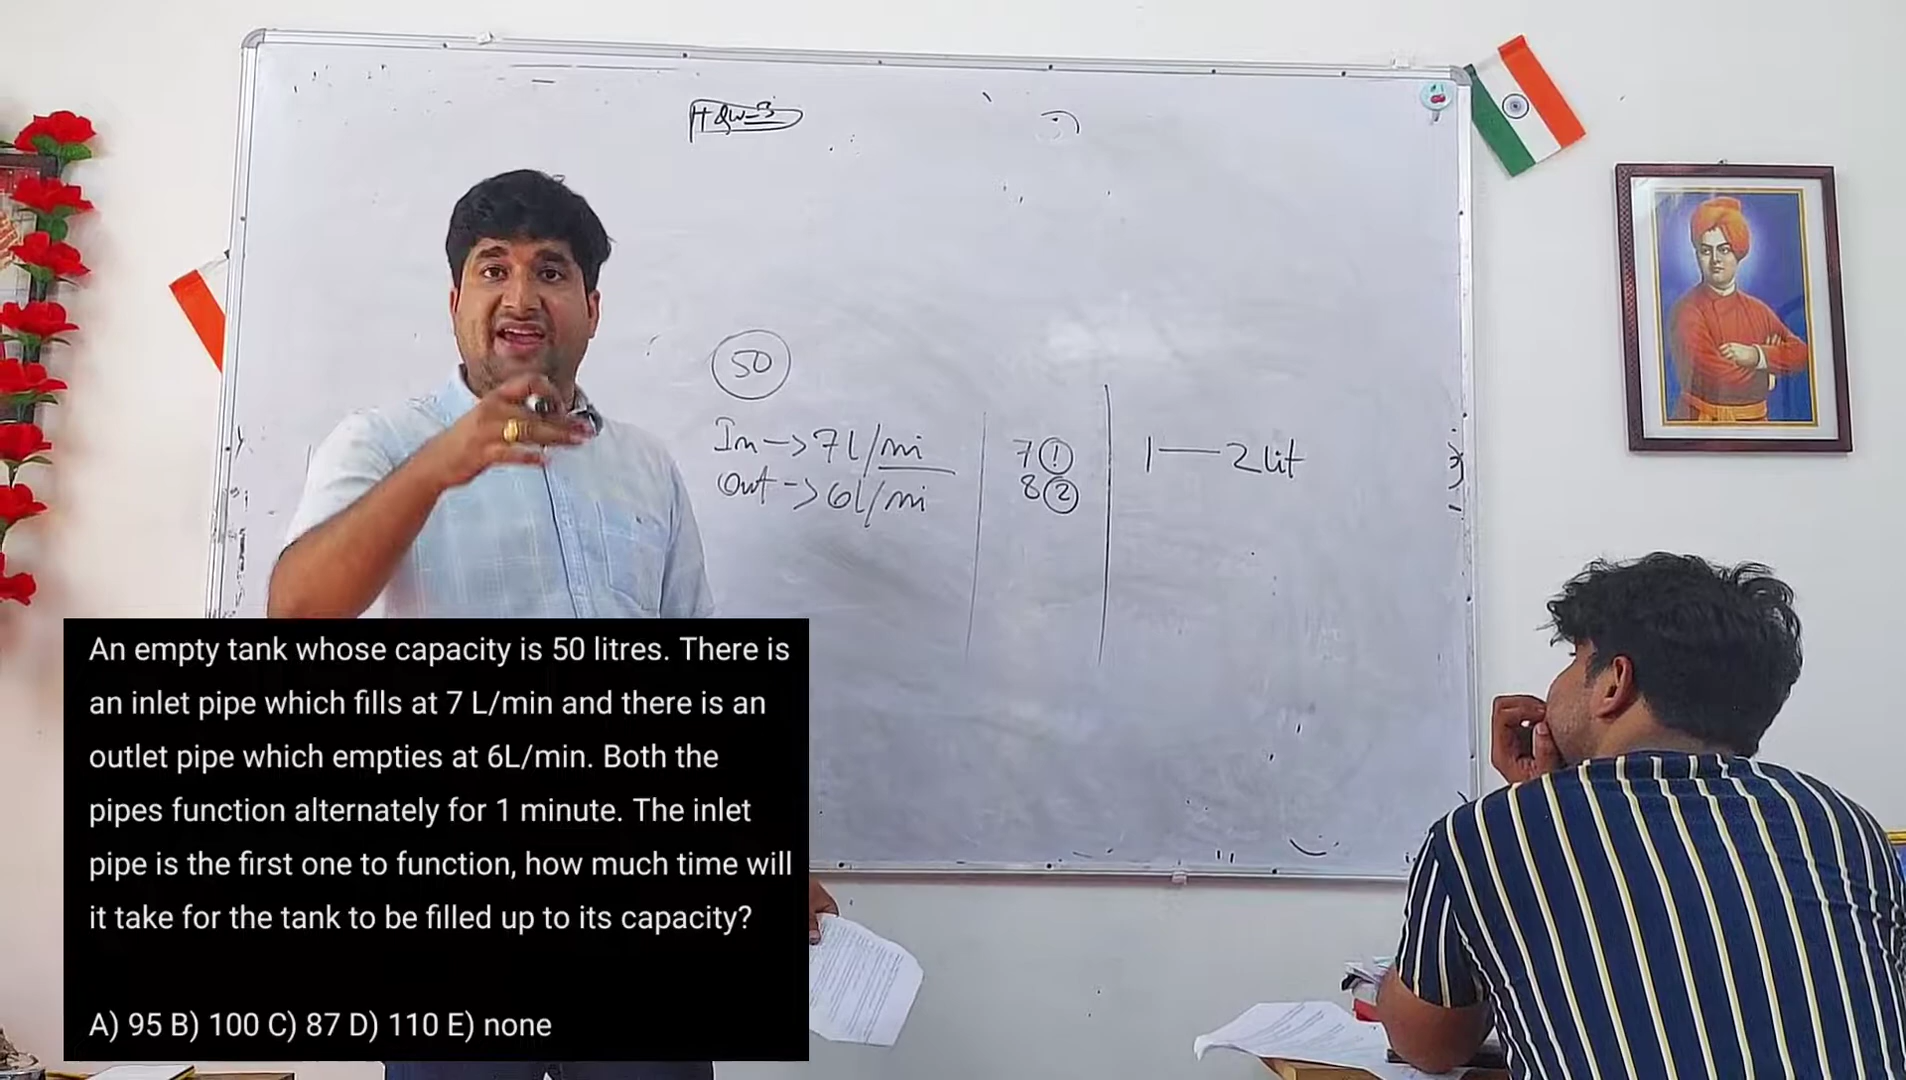 H Qw-3
50
In -> 7l/mi
Out -> 6l/mi
7 1
8 2
1 — 2 lit
An empty tank whose capacity is 50 litres. There is
an inlet pipe which fills at 7 L/min and there is an
outlet pipe which empties at 6L/min. Both the
pipes function alternately for 1 minute. The inlet
pipe is the first one to function, how much time will
it take for the tank to be filled up to its capacity?
A) 95 B) 100 C) 87 D) 110 E) none